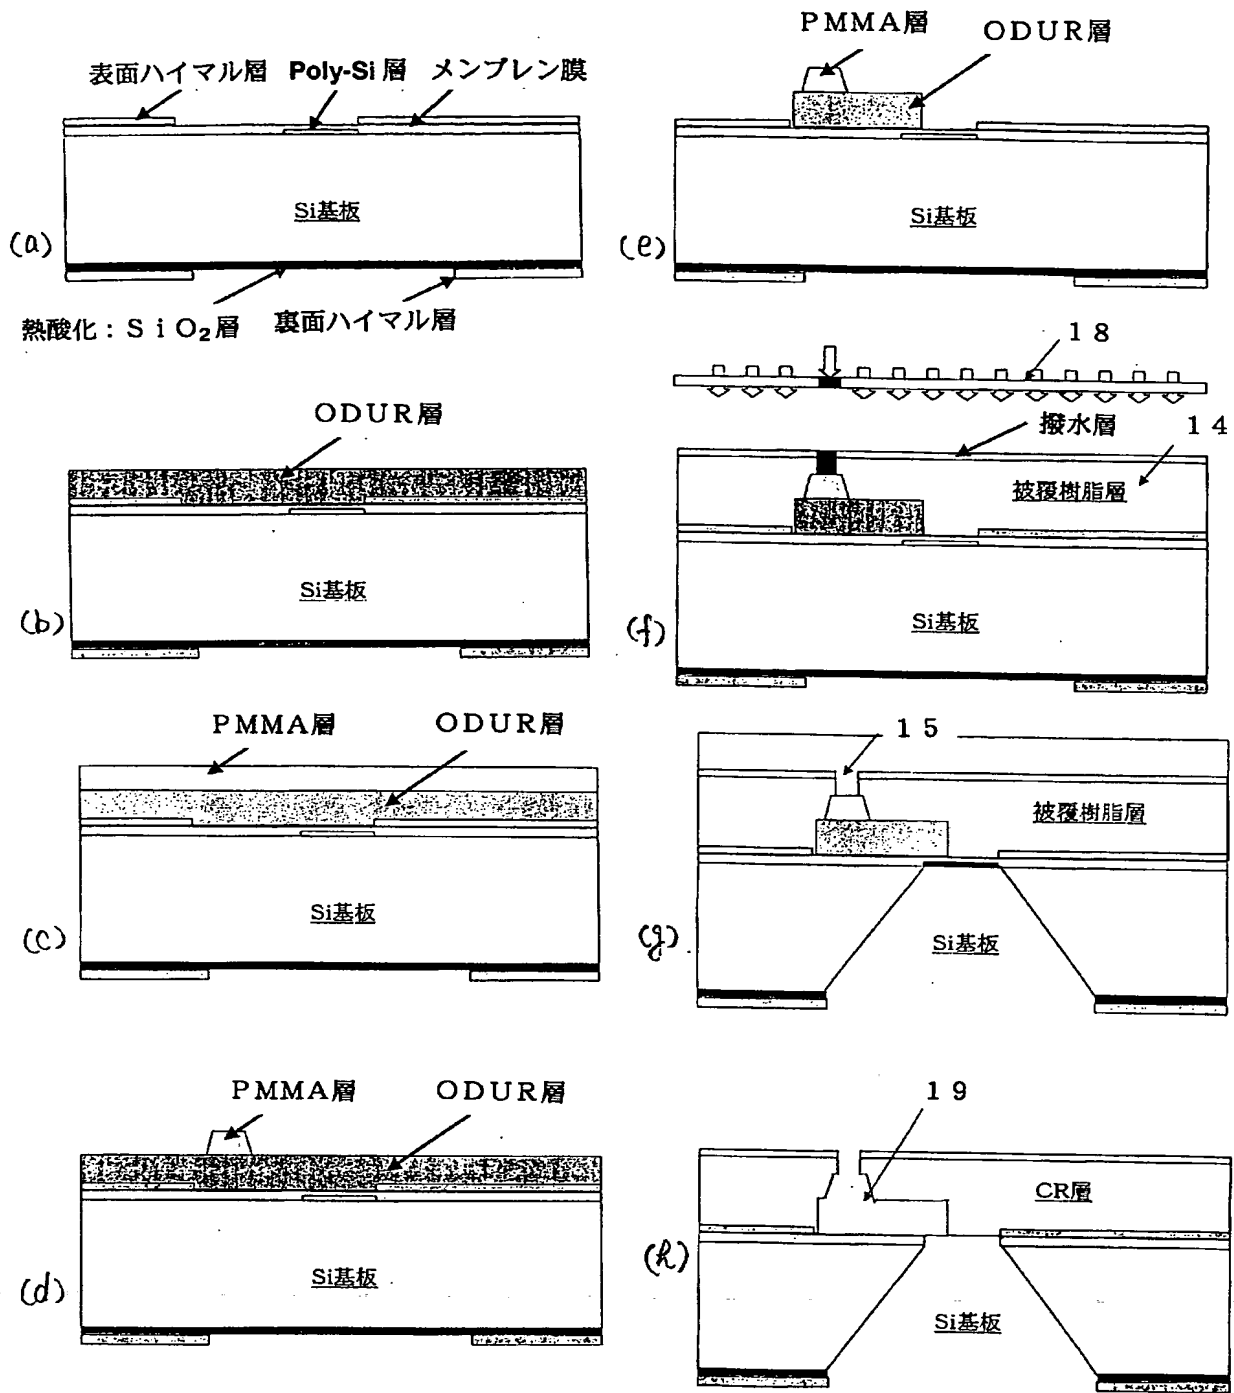 表面ハイマル層 Poly-Si 層 メンブレン膜
Si基板
(a)
熱酸化：ＳｉＯ₂層 裏面ハイマル層
ODUR層
Si基板
(b)
PMMA層 ODUR層
Si基板
(c)
PMMA層 ODUR層
Si基板
(d)
PMMA層 ODUR層
Si基板
(e)
１８
撥水層 １４
被覆樹脂層
Si基板
(f)
１５
被覆樹脂層
Si基板
(g)
１９
CR層
(h)
Si基板